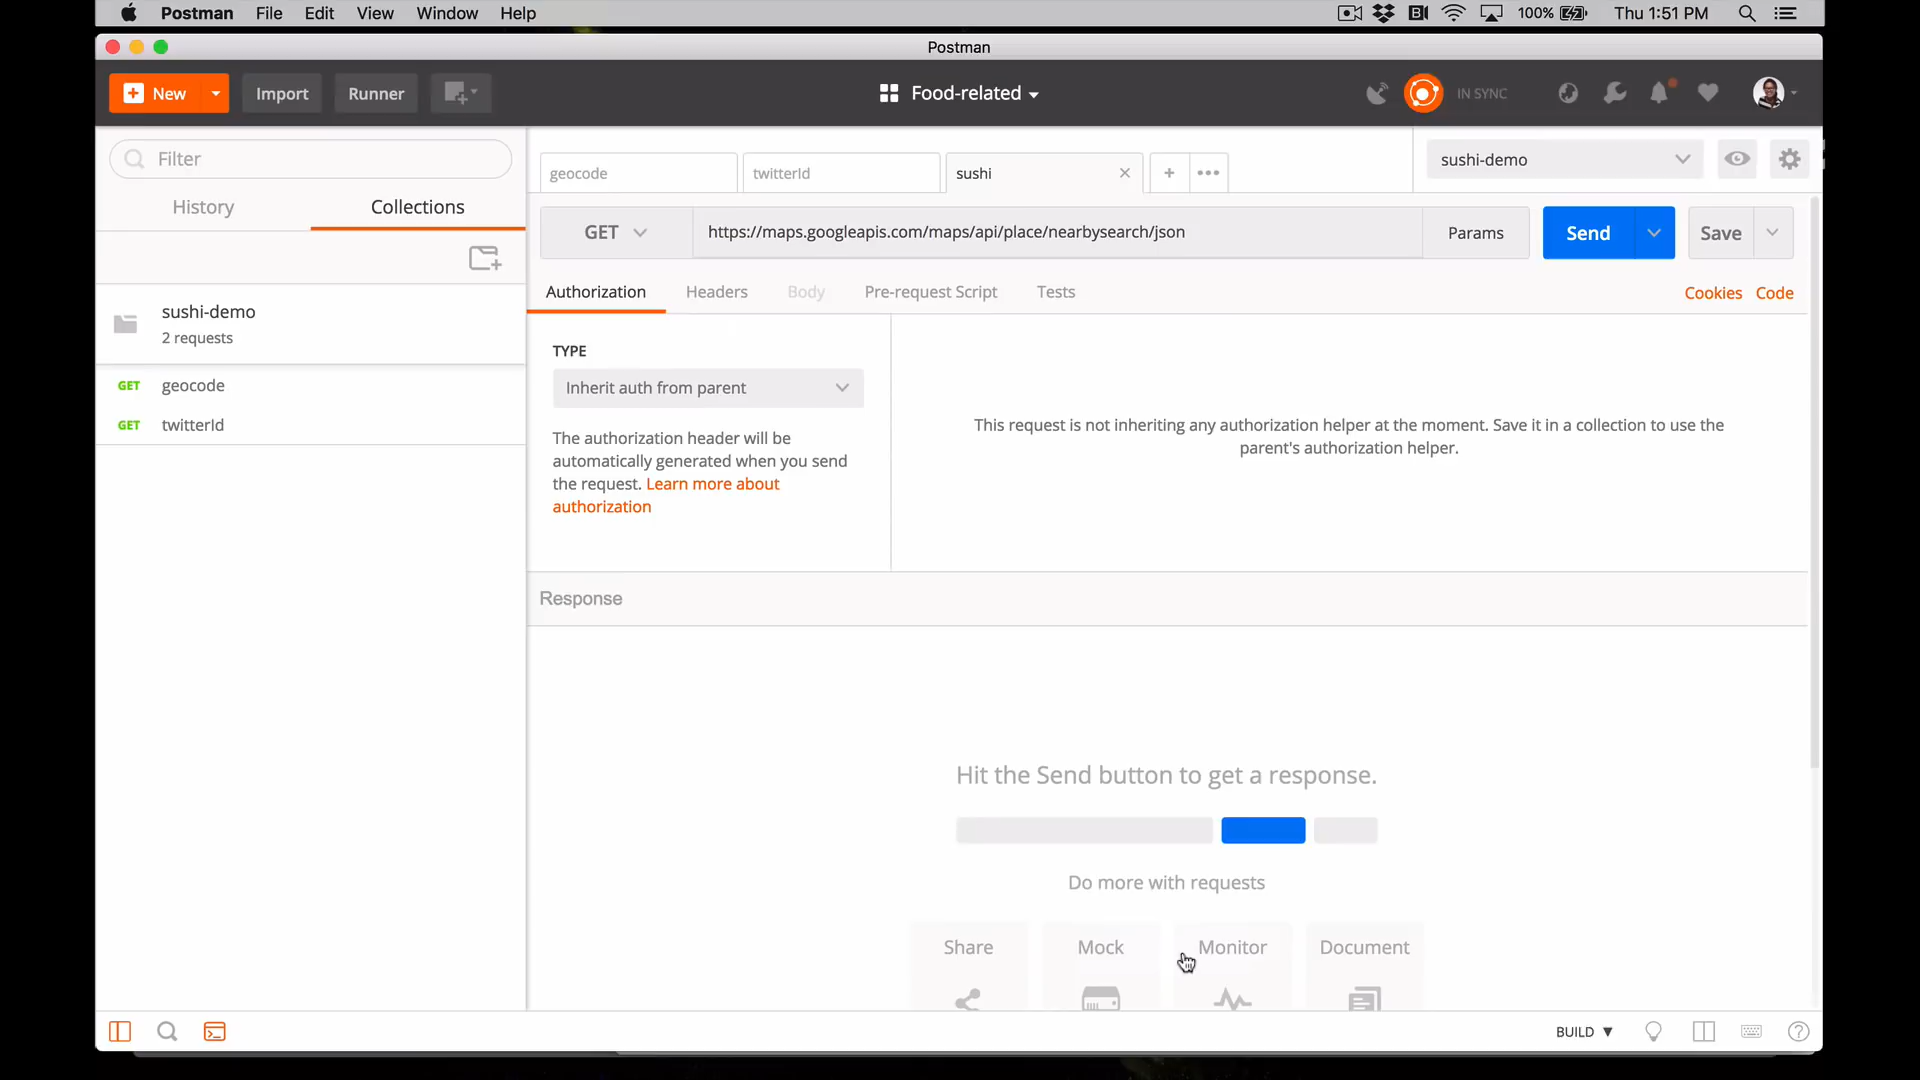 Postman File Edit View Window Help 100% Thu 1:51 PM
Postman
New Import Runner Food-related IN SYNC
Filter
History Collections
sushi-demo
2 requests
GET geocode
GET twitterId
geocode twitterId sushi × + ••• sushi-demo
GET https://maps.googleapis.com/maps/api/place/nearbysearch/json Params Send Save
Authorization Headers Body Pre-request Script Tests Cookies Code
TYPE
Inherit auth from parent
The authorization header will be
automatically generated when you send
the request. Learn more about
authorization
This request is not inheriting any authorization helper at the moment. Save it in a collection to use the
parent's authorization helper.
Response
Hit the Send button to get a response.
Do more with requests
Share Mock Monitor Document
BUILD ▼